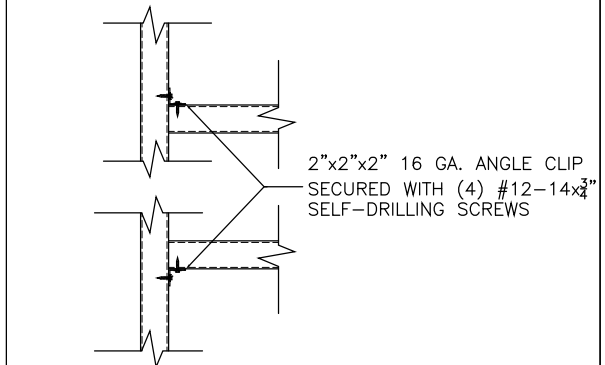 2"x2"x2" 16 GA. ANGLE CLIP
SECURED WITH (4) #12-14x3/4"
SELF-DRILLING SCREWS